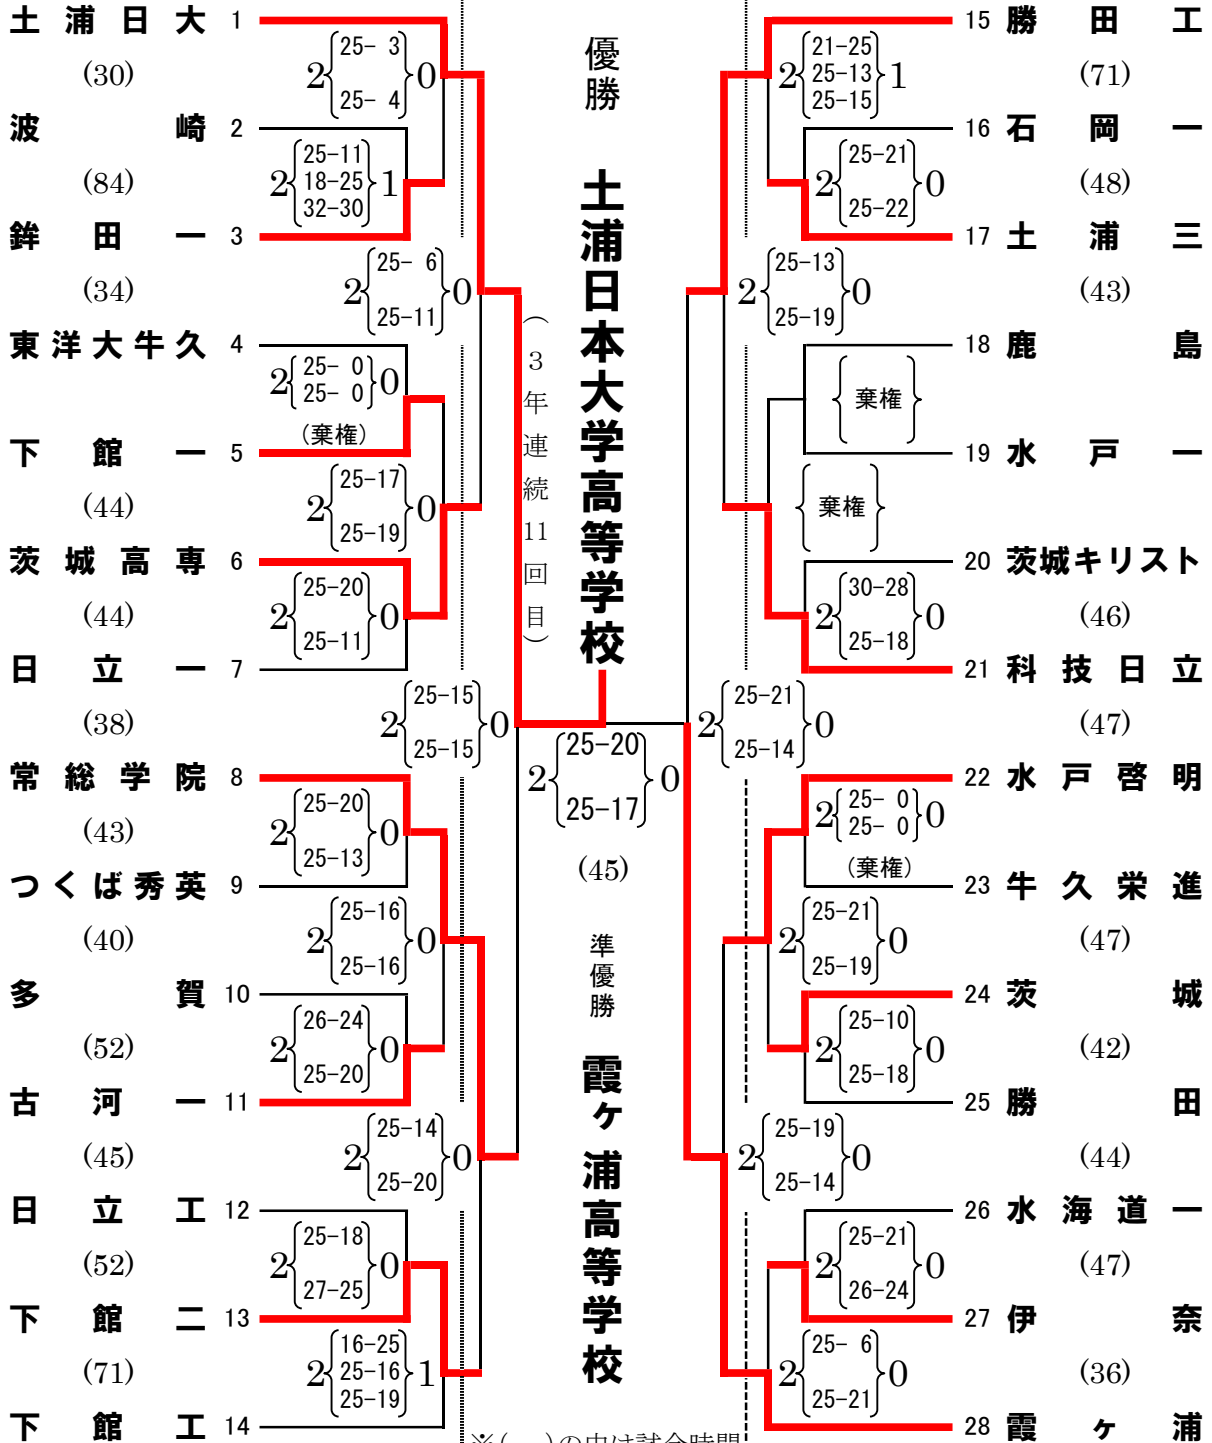 土浦日大 1
(30)
波崎 2
(84)
鉾田一 3
(34)
東洋大牛久 4
下館一 5
(44)
茨城高専 6
(44)
日立一 7
(38)
常総学院 8
(43)
つくば秀英 9
(40)
多賀 10
(52)
古河一 11
(45)
日立工 12
(52)
下館二 13
(71)
下館工 14
2 25- 3 0
25- 4
25-11
2 18-25 1
32-30
2 25- 6 0
25-11
2 25- 0 0
25- 0
(棄権)
2 25-17 0
25-19
2 25-20 0
25-11
2 25-15 0
25-15
2 25-20 0
25-13
2 25-16 0
25-16
2 26-24 0
25-20
2 25-14 0
25-20
2 25-18 0
27-25
16-25
2 25-16 1
25-19
優勝
土浦日本大学高等学校
(3年連続11回目)
2 25-20 0
25-17
(45)
準優勝
霞ヶ浦高等学校
※( )の中は試合時間
21-25
2 25-13 1
25-15
2 25-21 0
25-22
2 25-13 0
25-19
棄権
棄権
2 30-28 0
25-18
2 25-21 0
25-14
2 25- 0 0
25- 0
(棄権)
2 25-21 0
25-19
2 25-10 0
25-18
2 25-19 0
25-14
2 25-21 0
26-24
2 25- 6 0
25-21
15 勝田工
(71)
16 石岡一
(48)
17 土浦三
(43)
18 鹿島
19 水戸一
20 茨城キリスト
(46)
21 科技日立
(47)
22 水戸啓明
23 牛久栄進
(47)
24 茨城
(42)
25 勝田
(44)
26 水海道一
(47)
27 伊奈
(36)
28 霞ヶ浦